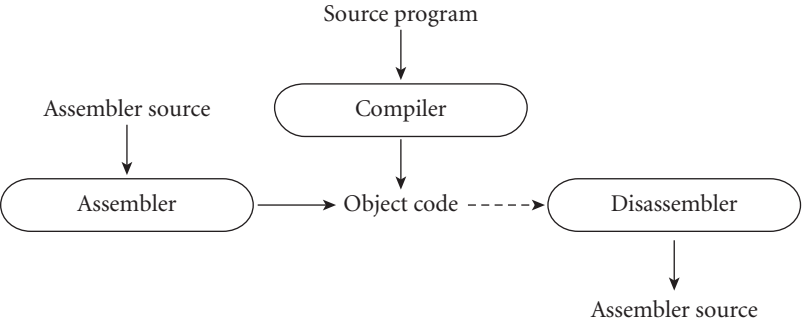 Source program
Compiler
Assembler source
Assembler
Object code
Disassembler
Assembler source